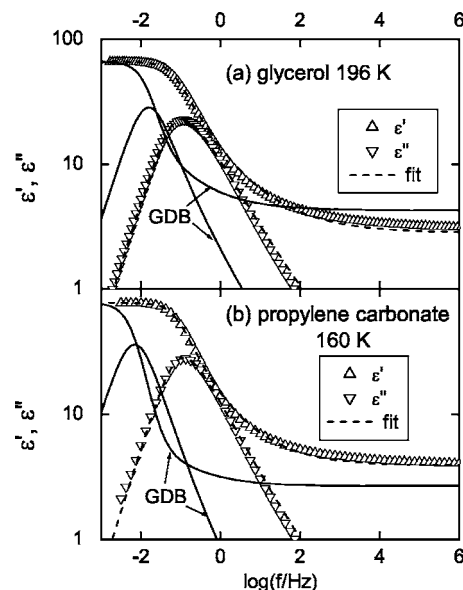 -2 0 2 4 6
100
(a) glycerol 196 K
ε'
ε''
fit
10
ε', ε''
GDB
1
(b) propylene carbonate
160 K
ε'
ε''
fit
10
ε', ε''
GDB
1
-2 0 2 4 6
log(f/Hz)